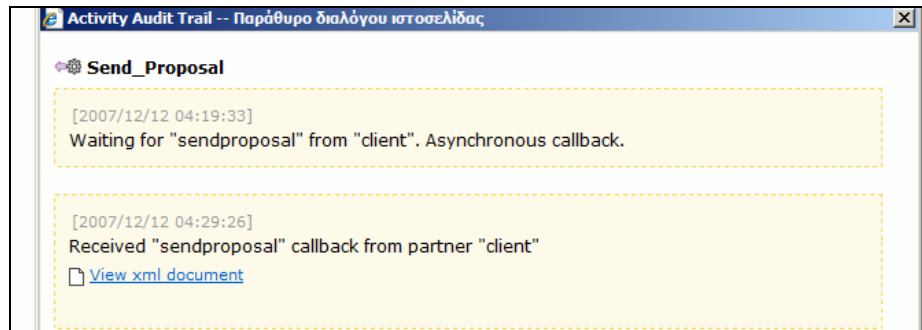 Activity Audit Trail -- Παράθυρο διαλόγου ιστοσελίδας
Send_Proposal
[2007/12/12 04:19:33]
Waiting for "sendproposal" from "client". Asynchronous callback.
[2007/12/12 04:29:26]
Received "sendproposal" callback from partner "client"
View xml document